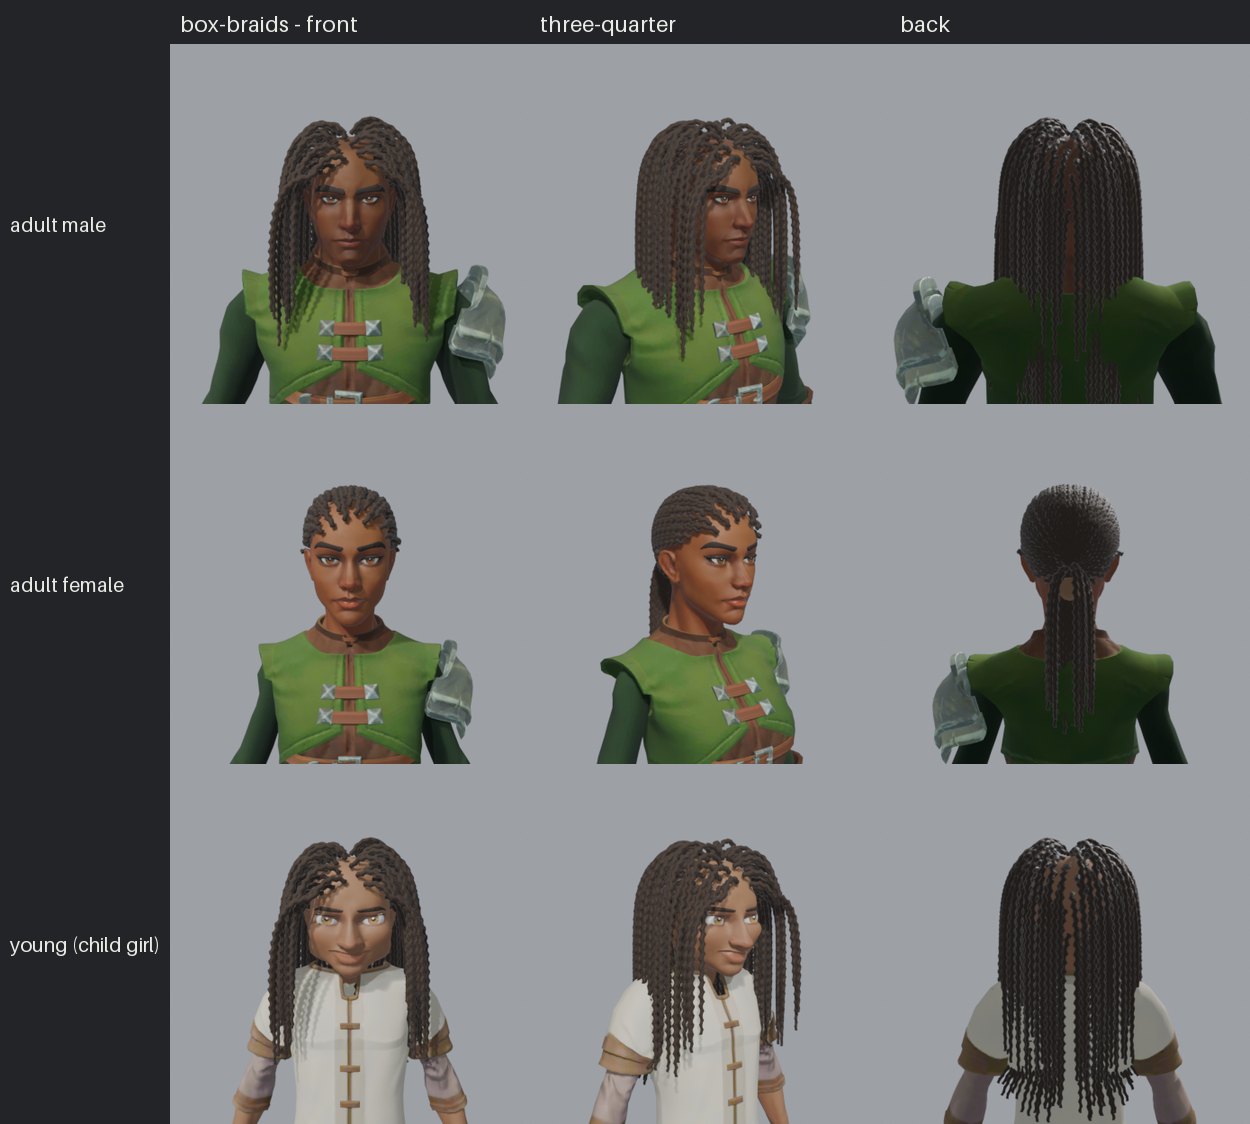 box-braids - front
three-quarter
back
adult male
adult female
young (child girl)